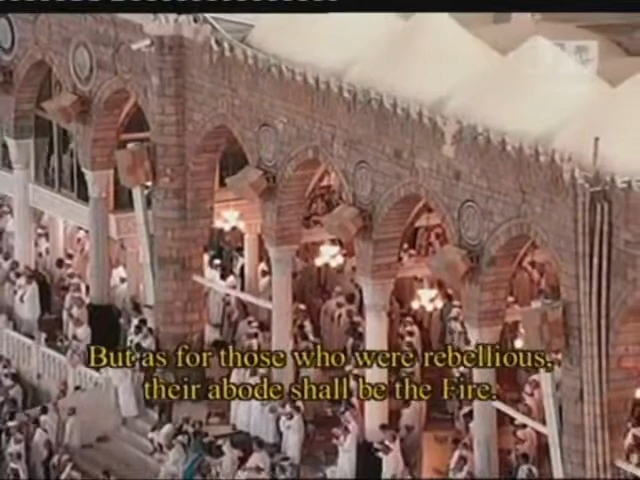 But as for those who were rebellious,
their abode shall be the Fire.